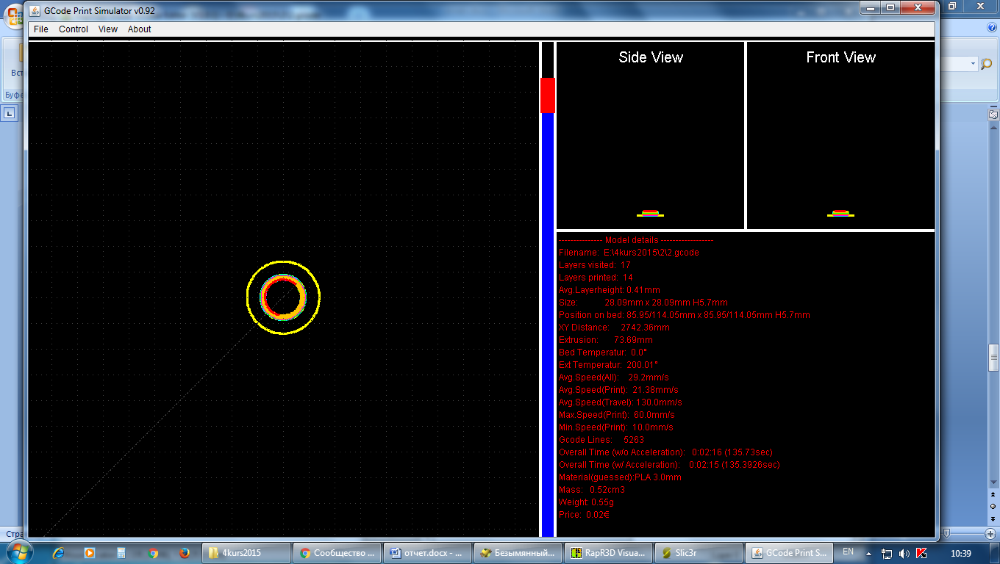 GCode Print Simulator v0.92
File Control View About
Вст
Буфе
Side View
Front View
--------------- Model details ------------------
Filename: E:\4kurs2015\2\2.gcode
Layers visited: 17
Layers printed: 14
Avg.Layerheight: 0.41mm
Size: 28.09mm x 28.09mm H5.7mm
Position on bed: 85.95/114.05mm x 85.95/114.05mm H5.7mm
XY Distance: 2742.36mm
Extrusion: 73.69mm
Bed Temperatur: 0.0°
Ext Temperatur: 200.01°
Avg.Speed(All): 29.2mm/s
Avg.Speed(Print): 21.38mm/s
Avg.Speed(Travel): 130.0mm/s
Max.Speed(Print): 60.0mm/s
Min.Speed(Print): 10.0mm/s
Gcode Lines: 5263
Overall Time (w/o Acceleration): 0:02:16 (135.73sec)
Overall Time (w/ Acceleration): 0:02:15 (135.3926sec)
Material(guessed):PLA 3.0mm
Mass: 0.52cm3
Weight: 0.55g
Price: 0.02€
Стра
4kurs2015
Сообщество ...
отчет.docx - ...
Безымянный...
RapR3D Visua...
Slic3r
GCode Print S...
EN
10:39